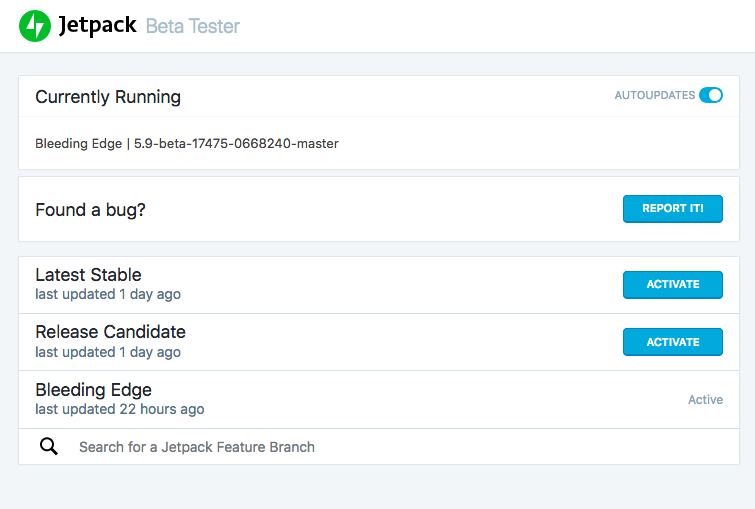 Jetpack Beta Tester
Currently Running
AUTOUPDATES
Bleeding Edge | 5.9-beta-17475-0668240-master
Found a bug?
REPORT IT!
Latest Stable
last updated 1 day ago
ACTIVATE
Release Candidate
last updated 1 day ago
ACTIVATE
Bleeding Edge
last updated 22 hours ago
Active
Search for a Jetpack Feature Branch